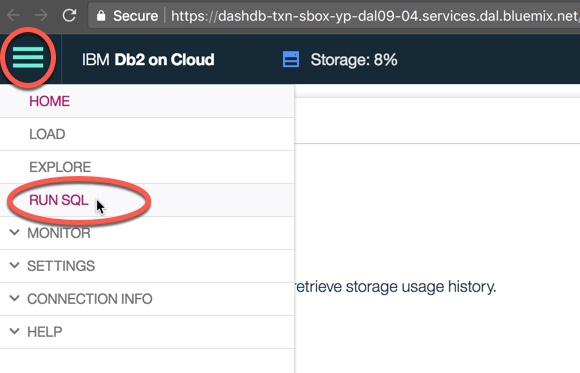 Secure https://dashdb-txn-sbox-yp-dal09-04.services.dal.bluemix.net/
IBM Db2 on Cloud Storage: 8%
HOME
LOAD
EXPLORE
RUN SQL
MONITOR
SETTINGS
etrieve storage usage history.
CONNECTION INFO
HELP